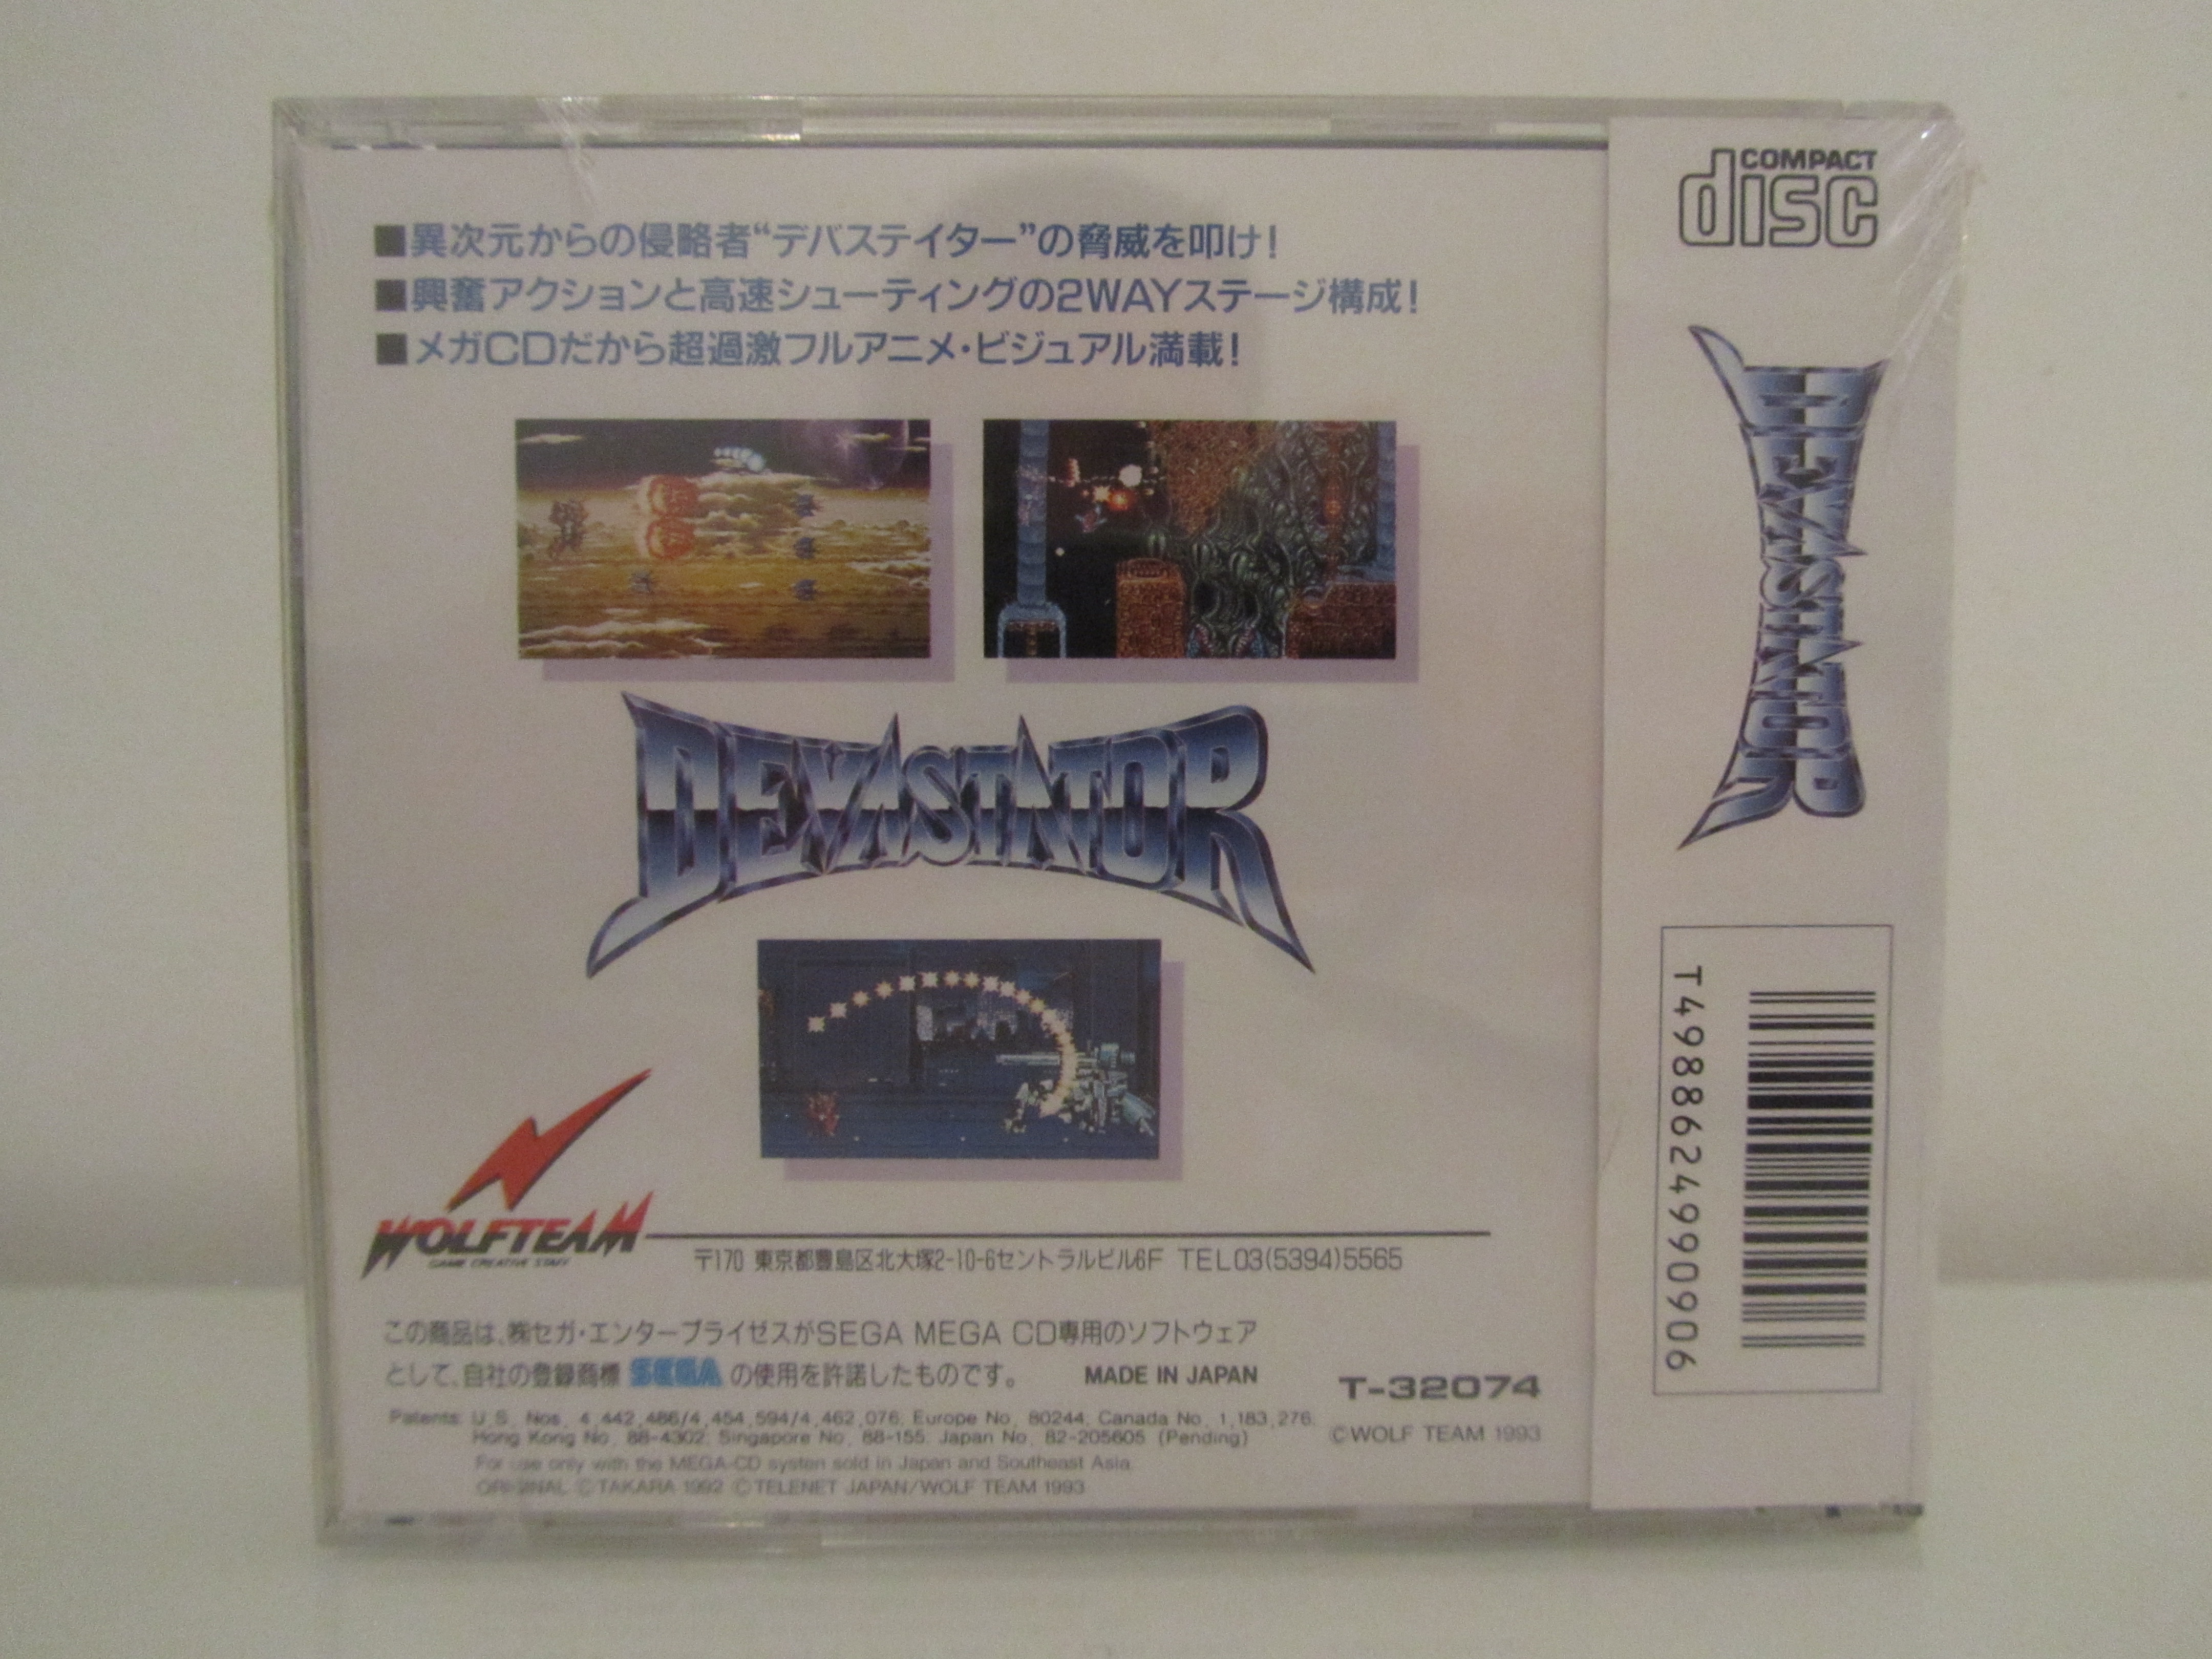 ■異次元からの侵略者“デバステイター”の脅威を叩け!
■興奮アクションと高速シューティングの2WAYステージ構成!
■メガCDだから超過激フルアニメ・ビジュアル満載!
DEVASTATOR
WOLFTEAM
GAME CREATIVE STAFF
〒170 東京都豊島区北大塚2-10-6セントラルビル6F TEL03(5394)5565
この商品は、㈱セガ・エンタープライゼスがSEGA MEGA CD専用のソフトウェア
として、自社の登録商標 SEGA の使用を許諾したものです。 MADE IN JAPAN
T-32074
Patents: U.S. Nos. 4,442,486/4,454,594/4,462,076; Europe No. 80244; Canada No. 1,183,276;
Hong Kong No. 88-4302; Singapore No. 88-155; Japan No. 82-205605 (Pending)
©WOLF TEAM 1993
For use only with the MEGA-CD systen sold in Japan and Southeast Asia.
ORIGINAL ©TAKARA 1992 ©TELENET JAPAN/WOLF TEAM 1993
COMPACT
disc
DEVASTATOR
T4988624990906